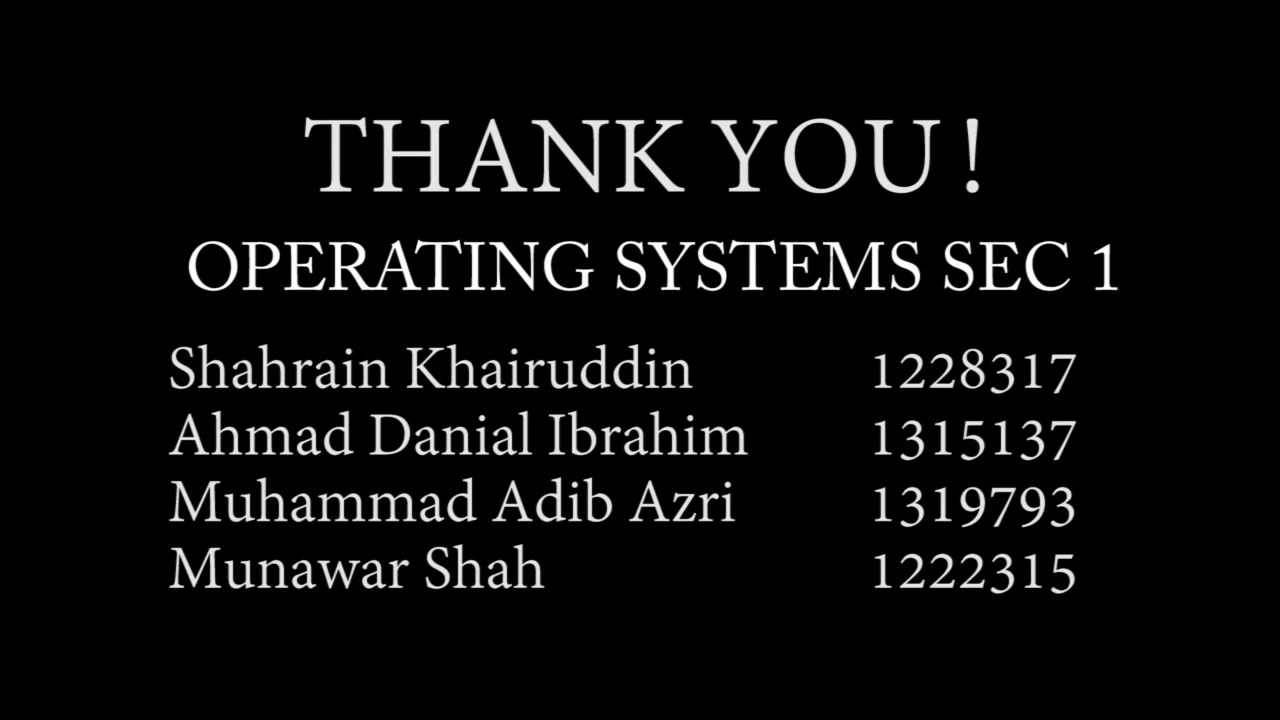 THANK YOU!
OPERATING SYSTEMS SEC 1
Shahrain Khairuddin 1228317
Ahmad Danial Ibrahim 1315137
Muhammad Adib Azri 1319793
Munawar Shah 1222315